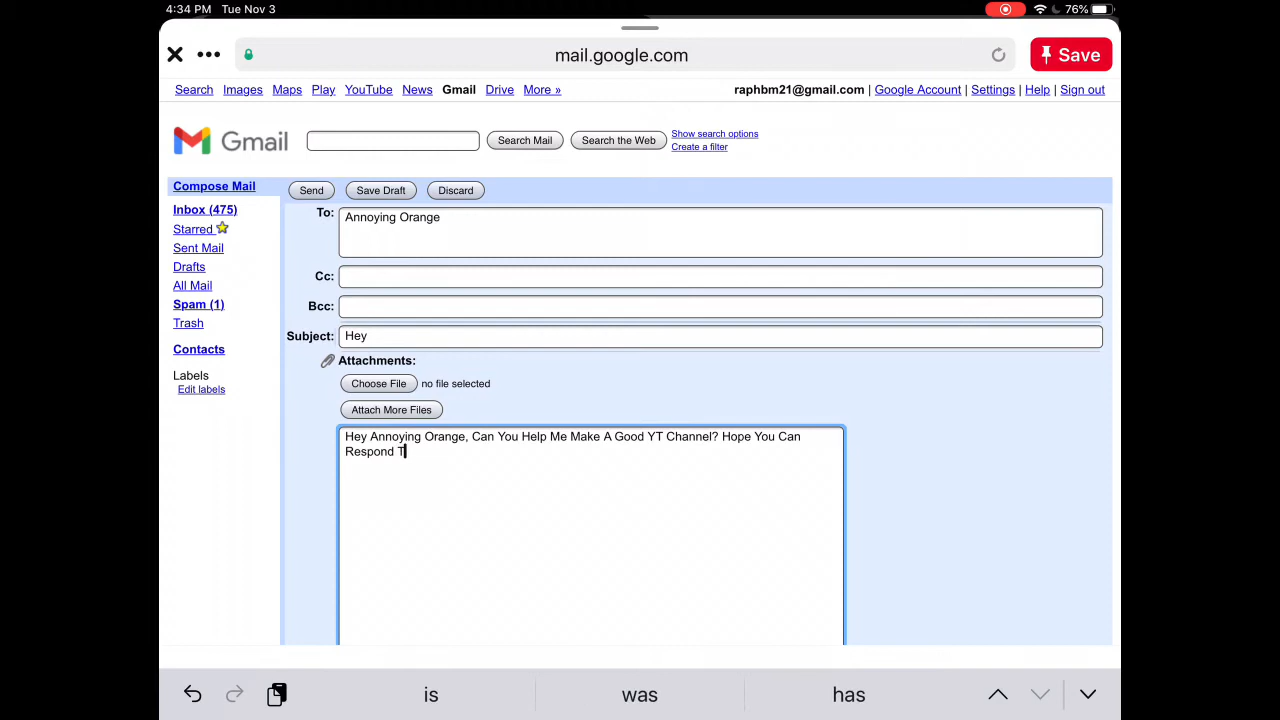 4:34 PM Tue Nov 3 76%
mail.google.com Save
Search Images Maps Play YouTube News Gmail Drive More » raphbm21@gmail.com | Google Account | Settings | Help | Sign out
Gmail Search Mail Search the Web Show search options
Create a filter
Compose Mail Send Save Draft Discard
Inbox (475) To: Annoying Orange
Starred
Sent Mail
Drafts Cc:
All Mail
Spam (1) Bcc:
Trash
Subject: Hey
Contacts
Attachments:
Labels
Edit labels Choose File no file selected
Attach More Files
Hey Annoying Orange, Can You Help Me Make A Good YT Channel? Hope You Can
Respond T
is was has